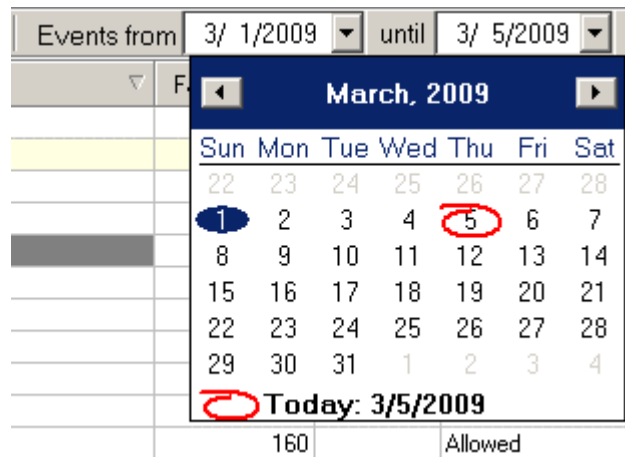 Events from 3/ 1/2009 until 3/ 5/2009
F
March, 2009
Sun Mon Tue Wed Thu Fri Sat
22 23 24 25 26 27 28
1 2 3 4 5 6 7
8 9 10 11 12 13 14
15 16 17 18 19 20 21
22 23 24 25 26 27 28
29 30 31 1 2 3 4
Today: 3/5/2009
160 Allowed